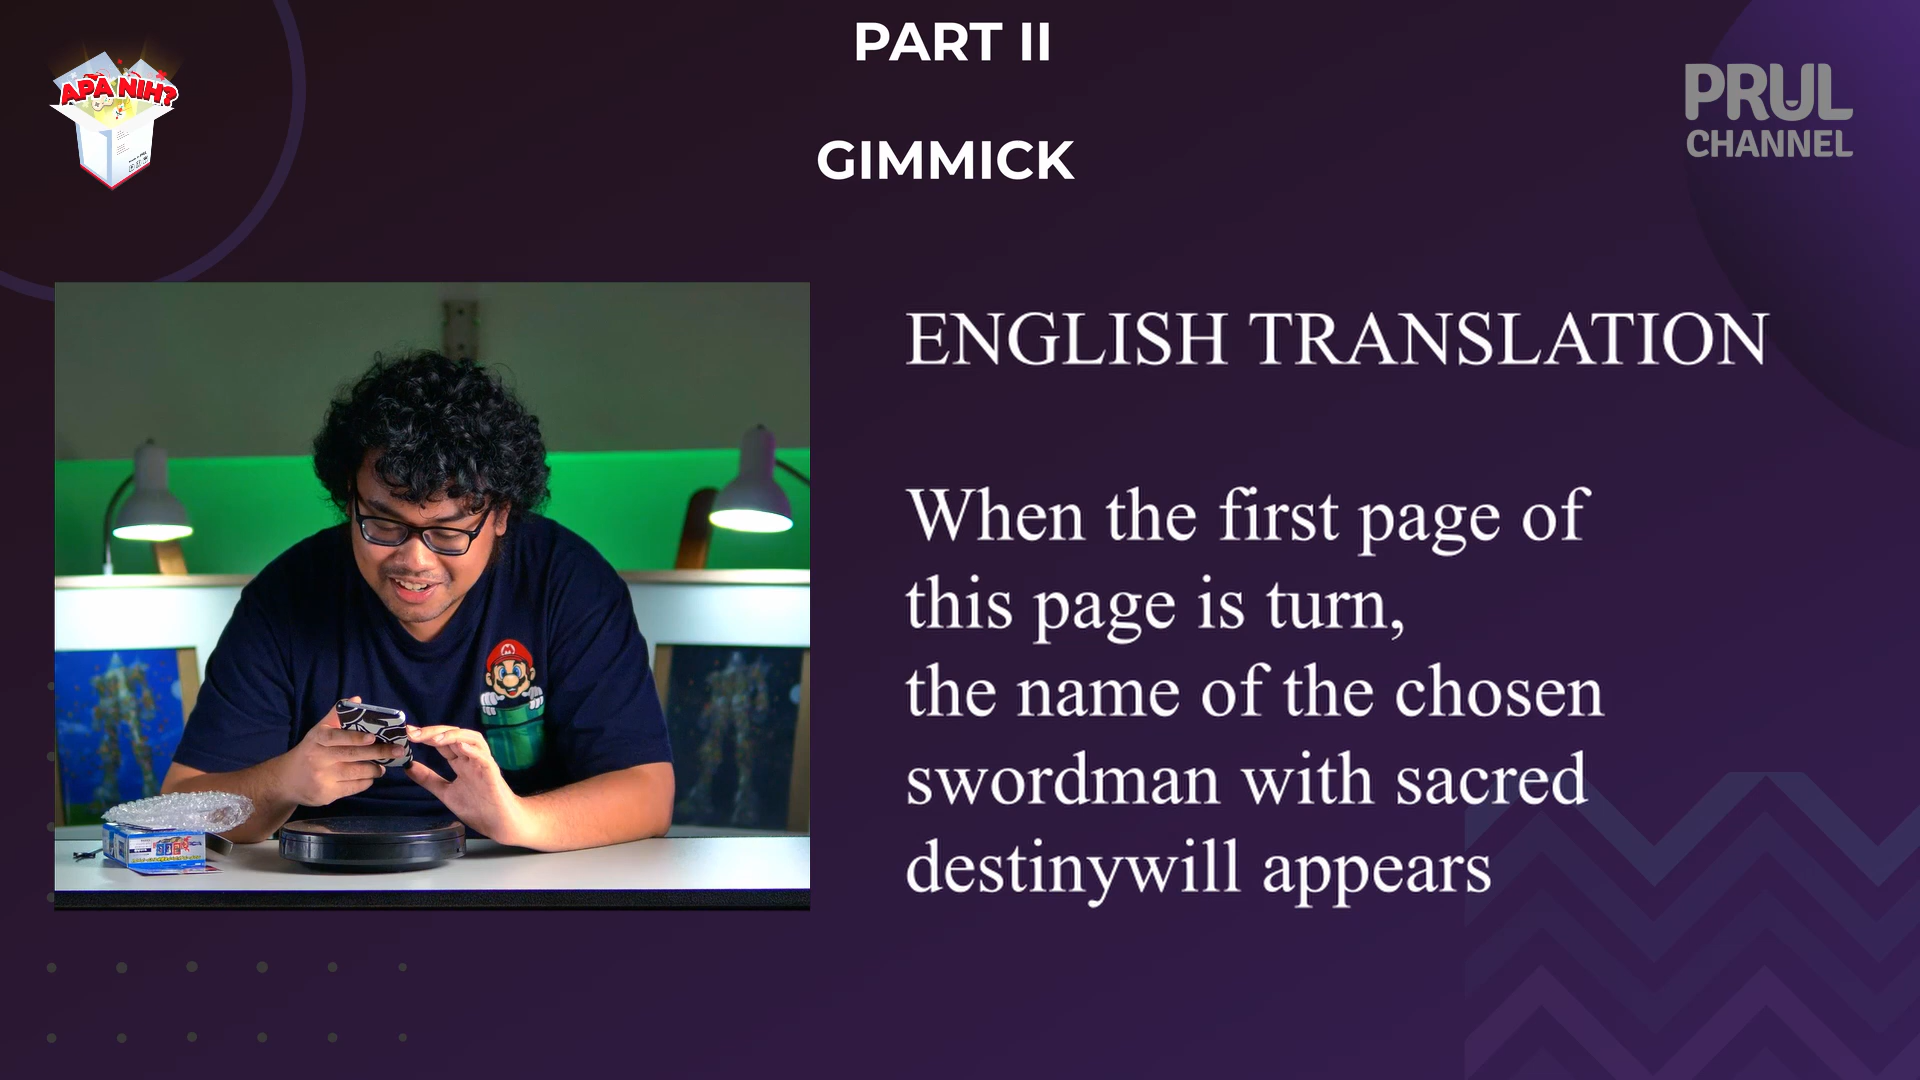 PART II
APA NIH?
PRUL
CHANNEL
GIMMICK
ENGLISH TRANSLATION
When the first page of
this page is turn,
the name of the chosen
swordman with sacred
destinywill appears
M